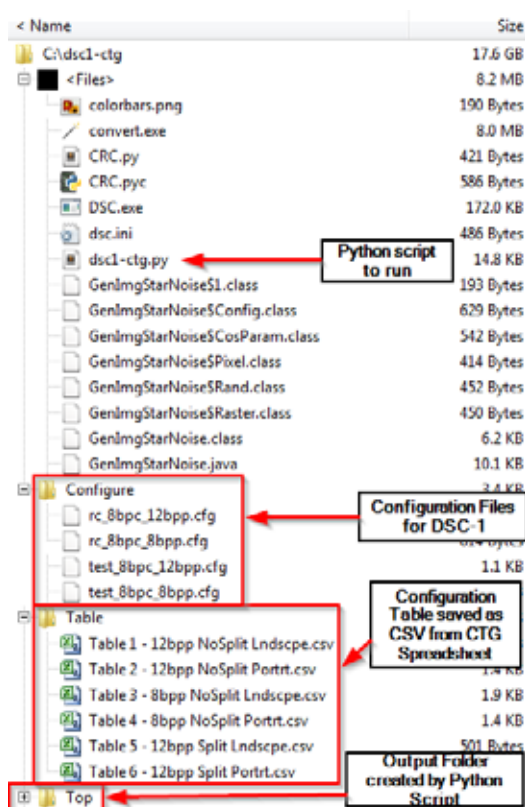 < Name Size
C:\dsc1-ctg 17.6 GB
<Files> 8.2 MB
colorbars.png 190 Bytes
convert.exe 8.0 MB
CRC.py 421 Bytes
CRC.pyc 586 Bytes
DSC.exe 172.0 KB
dsc.ini 486 Bytes
dsc1-ctg.py 14.8 KB
Python script
to run
GenImgStarNoise$1.class 193 Bytes
GenImgStarNoise$Config.class 629 Bytes
GenImgStarNoise$CosParam.class 542 Bytes
GenImgStarNoise$Pixel.class 414 Bytes
GenImgStarNoise$Rand.class 452 Bytes
GenImgStarNoise$Raster.class 450 Bytes
GenImgStarNoise.class 6.2 KB
GenImgStarNoise.java 10.1 KB
Configure 3.4 KB
rc_8bpc_12bpp.cfg
Configuration Files
for DSC-1
rc_8bpc_8bpp.cfg
test_8bpc_12bpp.cfg 1.1 KB
test_8bpc_8bpp.cfg
Configuration
Table saved as
CSV from CTG
Spreadsheet
Table
Table 1 - 12bpp NoSplit Lndscpe.csv
Table 2 - 12bpp NoSplit Portrt.csv 1.4 KB
Table 3 - 8bpp NoSplit Lndscpe.csv 1.9 KB
Table 4 - 8bpp NoSplit Portrt.csv 1.4 KB
Table 5 - 12bpp Split Lndscpe.csv 501 Bytes
Table 6 - 12bpp Split Portrt.csv
Output Folder
created by Python
Script
Top